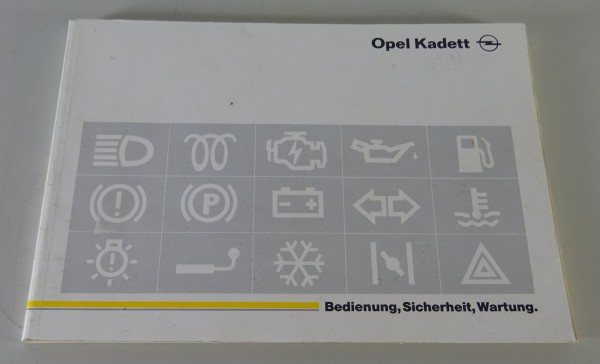 Opel Kadett
P
Bedienung, Sicherheit, Wartung.